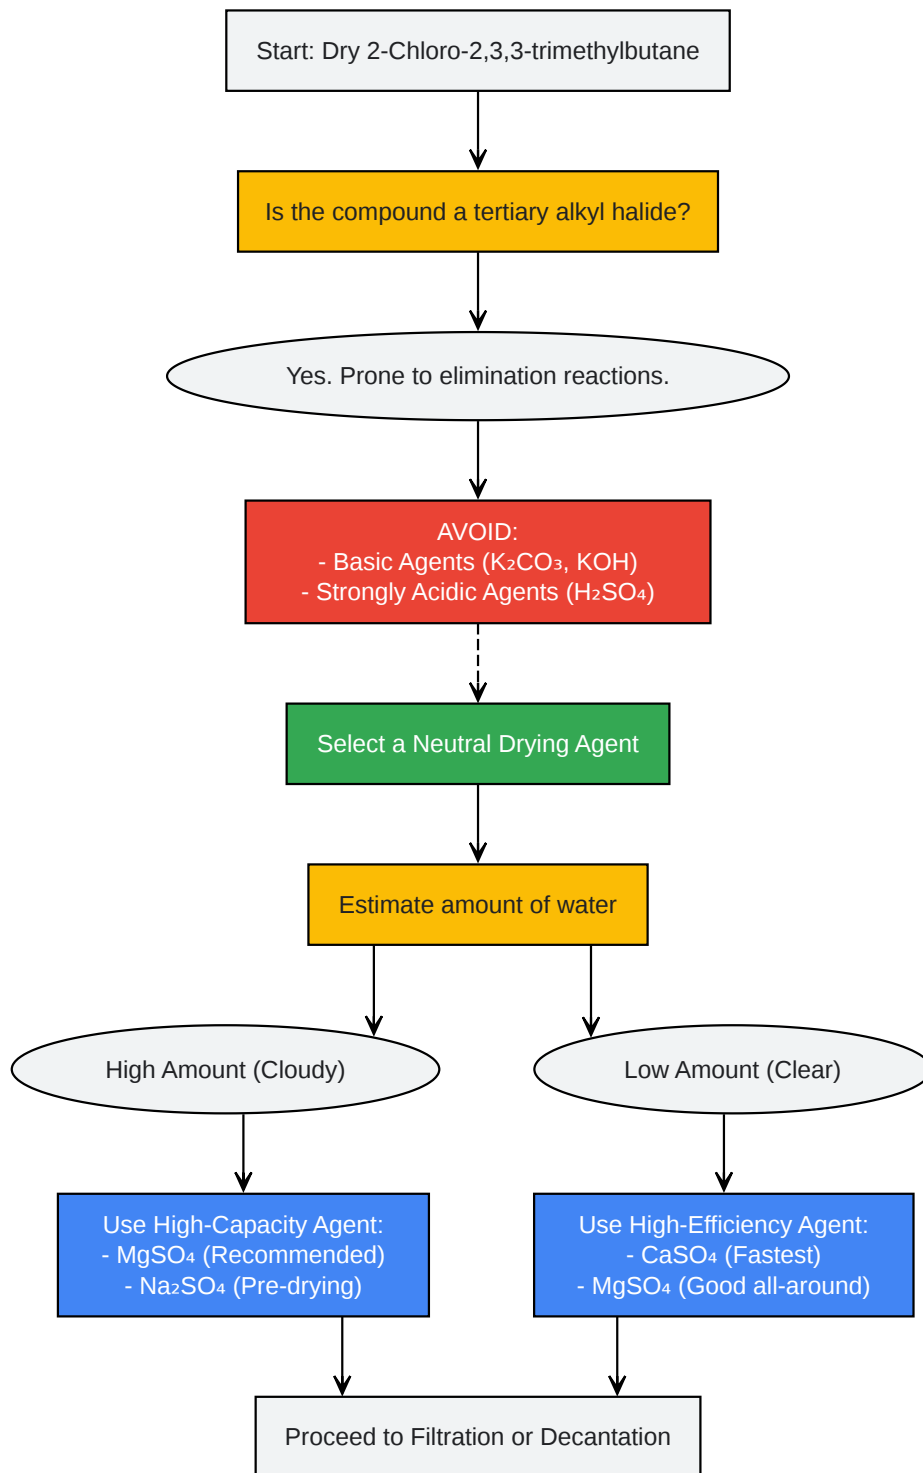 Start: Dry 2-Chloro-2,3,3-trimethylbutane
Is the compound a tertiary alkyl halide?
Yes. Prone to elimination reactions.
AVOID:
- Basic Agents (K₂CO₃, KOH)
- Strongly Acidic Agents (H₂SO₄)
Select a Neutral Drying Agent
Estimate amount of water
High Amount (Cloudy)
Low Amount (Clear)
Use High-Capacity Agent:
- MgSO₄ (Recommended)
- Na₂SO₄ (Pre-drying)
Use High-Efficiency Agent:
- CaSO₄ (Fastest)
- MgSO₄ (Good all-around)
Proceed to Filtration or Decantation